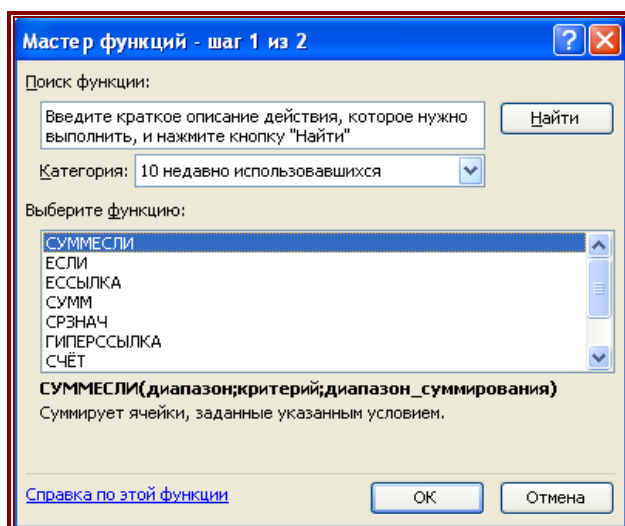 Мастер функций - шаг 1 из 2
Поиск функции:
Введите краткое описание действия, которое нужно
выполнить, и нажмите кнопку "Найти"
Найти
Категория: 10 недавно использовавшихся
Выберите функцию:
СУММЕСЛИ
ЕСЛИ
ЕССЫЛКА
СУММ
СРЗНАЧ
ГИПЕРССЫЛКА
СЧЁТ
СУММЕСЛИ(диапазон;критерий;диапазон_суммирования)
Суммирует ячейки, заданные указанным условием.
Справка по этой функции
ОК
Отмена